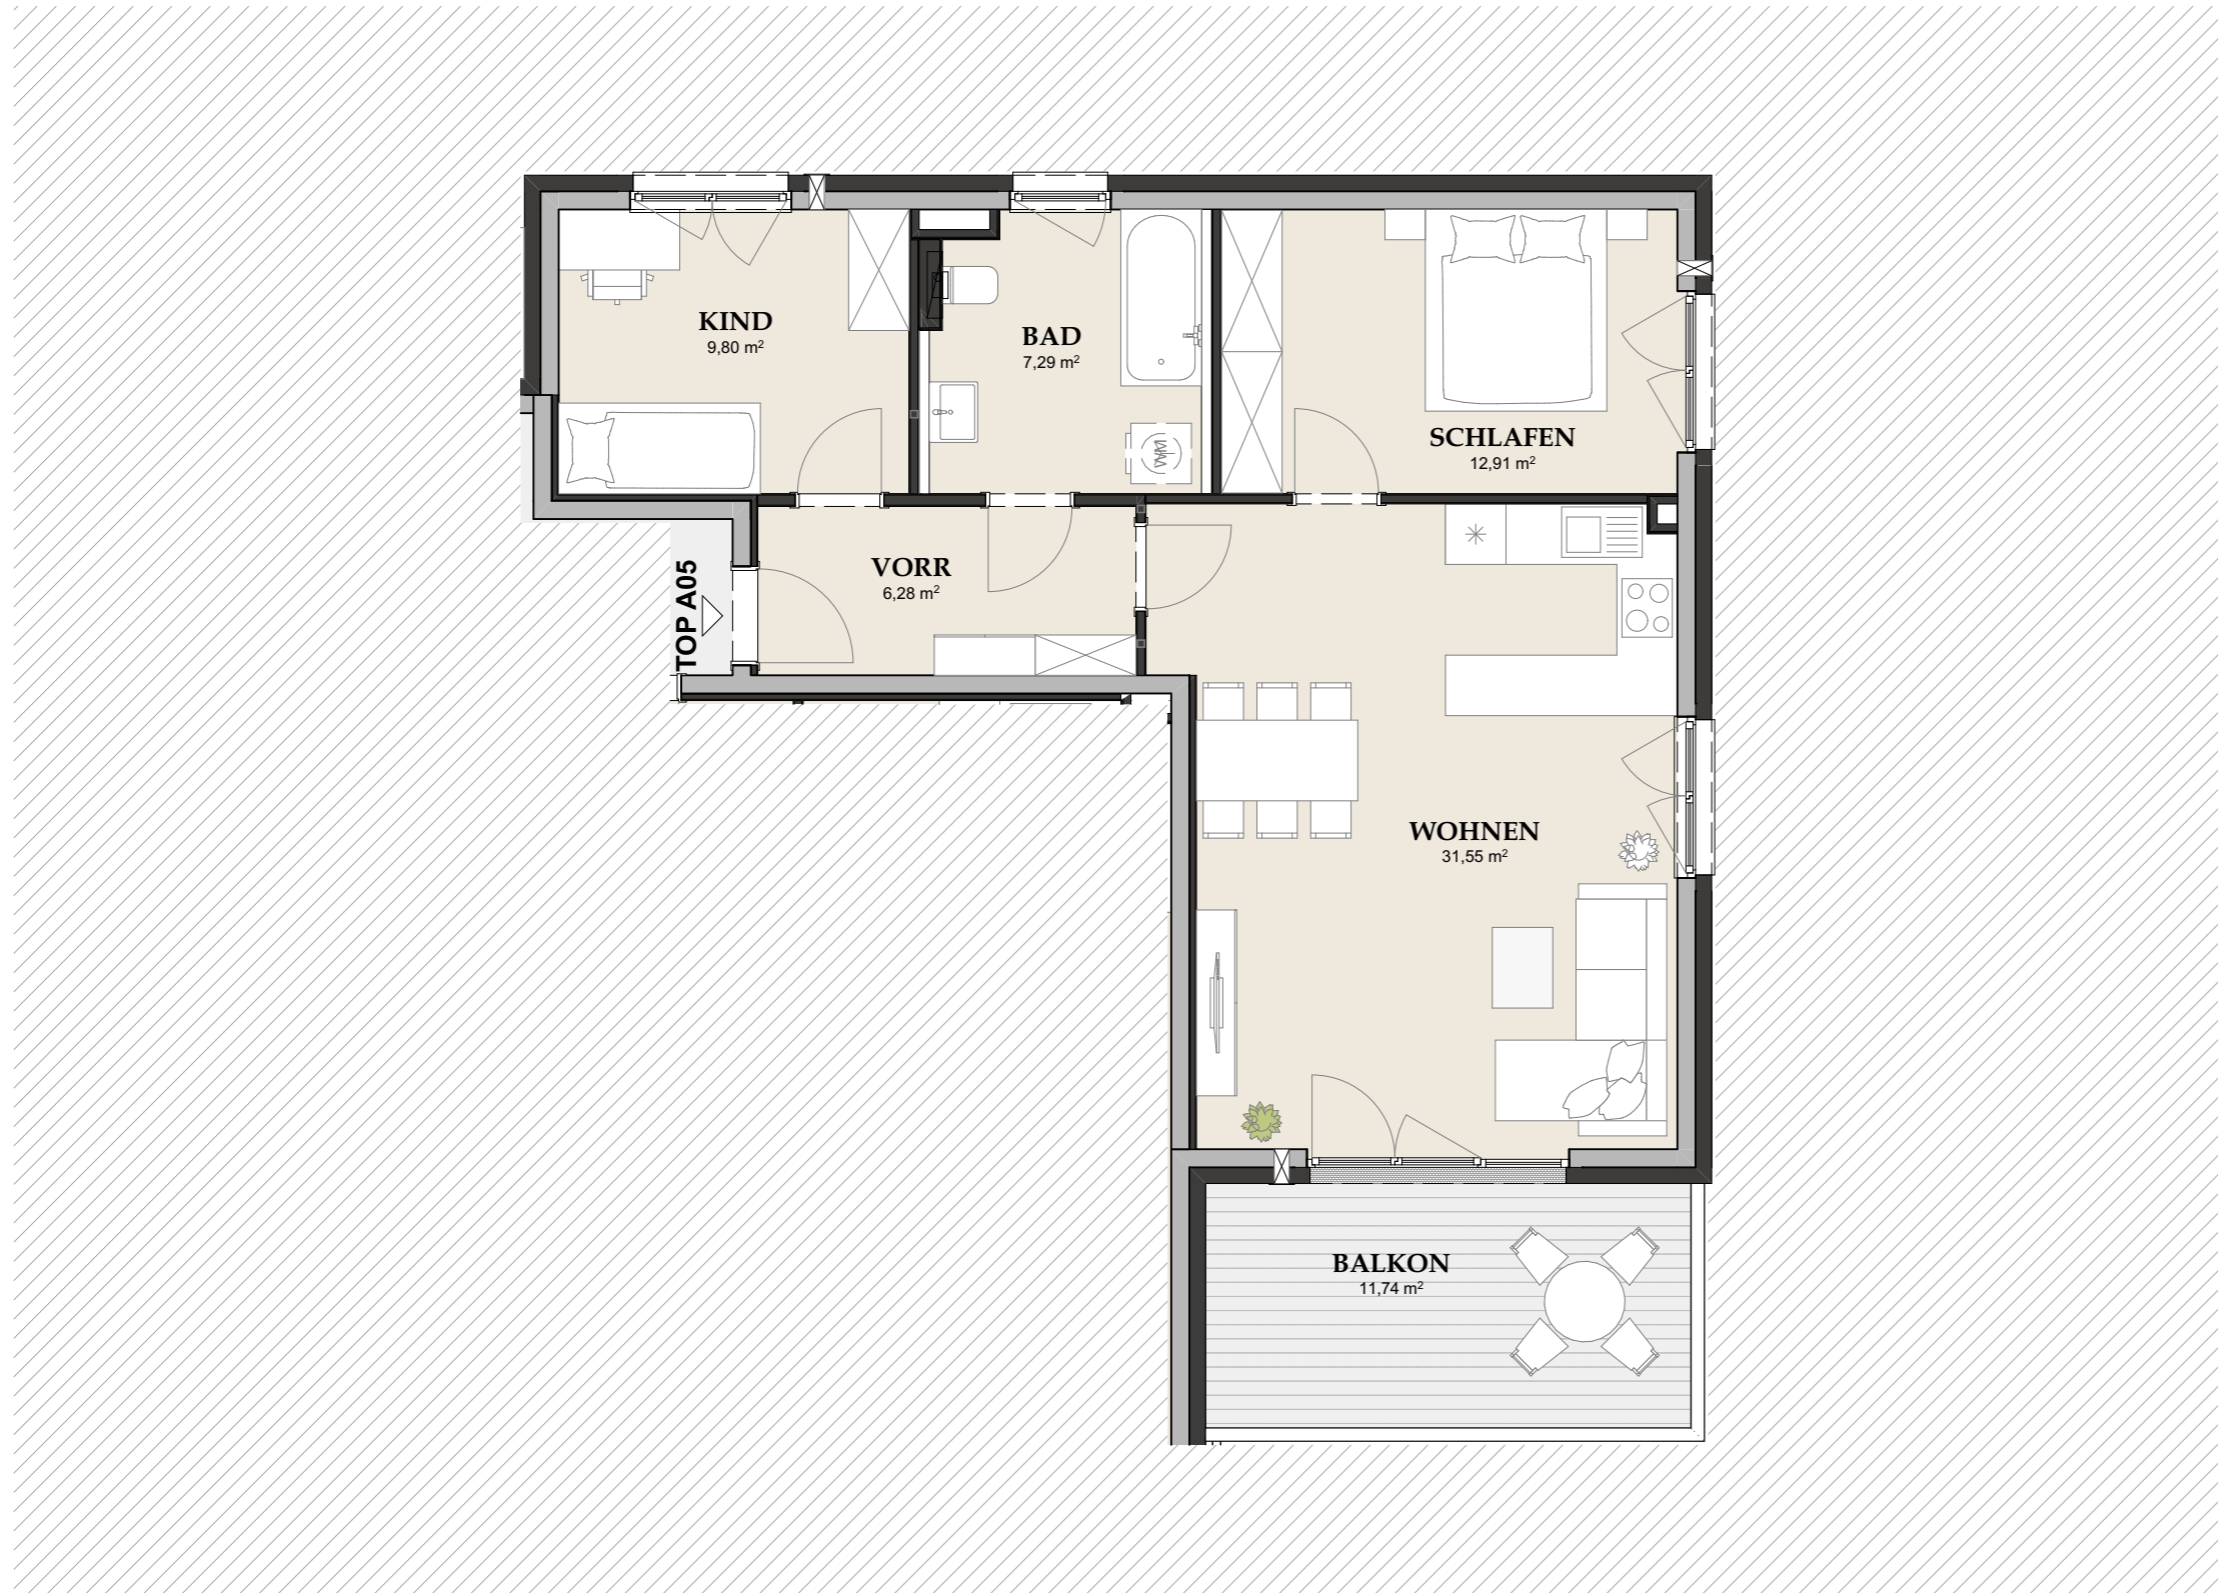 KIND
9,80 m²
BAD
7,29 m²
SCHLAFEN
12,91 m²
VORR
6,28 m²
TOP A05
WOHNEN
31,55 m²
BALKON
11,74 m²